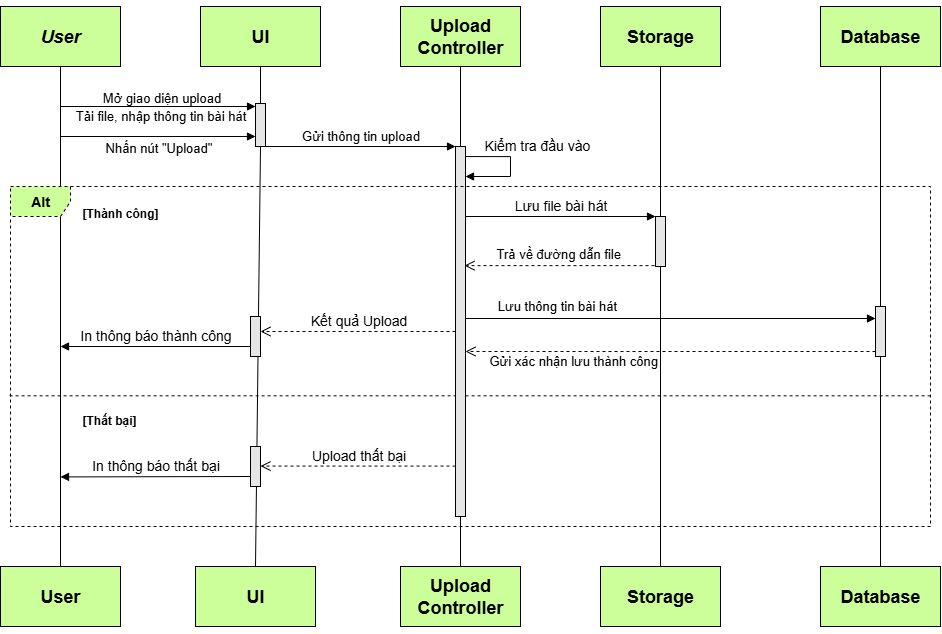 User
UI
Upload
Controller
Storage
Database
Mở giao diện upload
Tải file, nhập thông tin bài hát
Nhấn nút "Upload"
Gửi thông tin upload
Kiểm tra đầu vào
Alt
[Thành công]
Lưu file bài hát
Trả về đường dẫn file
Lưu thông tin bài hát
Kết quả Upload
In thông báo thành công
Gửi xác nhận lưu thành công
[Thất bại]
Upload thất bại
In thông báo thất bại
User
UI
Upload
Controller
Storage
Database